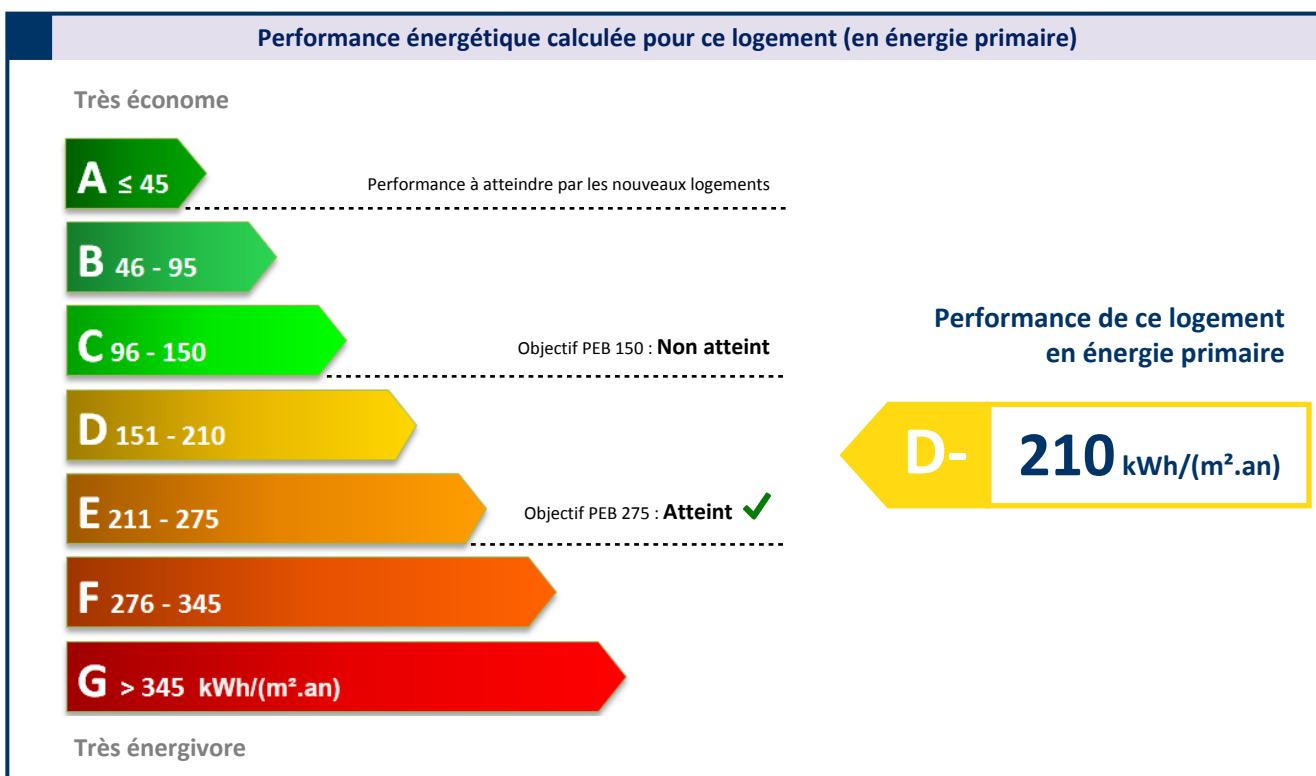 Performance énergétique calculée pour ce logement (en énergie primaire)
Très économe
A ≤ 45
Performance à atteindre par les nouveaux logements
B 46 - 95
C 96 - 150
Objectif PEB 150 : Non atteint
Performance de ce logement
en énergie primaire
D 151 - 210
D- 210 kWh/(m².an)
E 211 - 275
Objectif PEB 275 : Atteint ✓
F 276 - 345
G > 345 kWh/(m².an)
Très énergivore